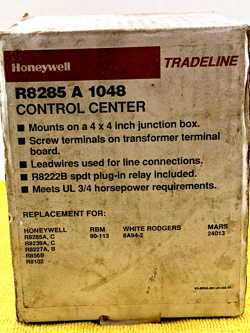 Honeywell TRADELINE
R8285 A 1048
CONTROL CENTER
■ Mounts on a 4 x 4 inch junction box.
■ Screw terminals on transformer terminal
board.
■ Leadwires used for line connections.
■ R8222B spdt plug-in relay included.
■ Meets UL 3/4 horsepower requirements.
REPLACEMENT FOR:
HONEYWELL RBM WHITE RODGERS MARS
R8285A, C 90-113 8A94-2 24013
R8239A, C
R8227A, B
R856B
R8102